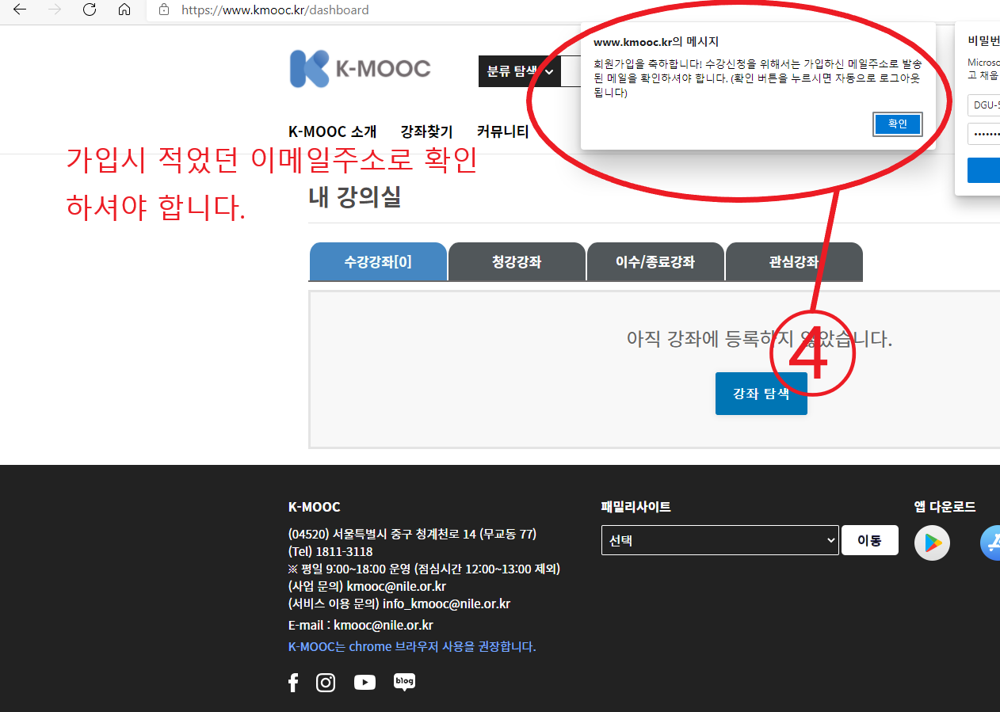 https://www.kmooc.kr/dashboard
www.kmooc.kr의 메시지
회원가입을 축하합니다! 수강신청을 위해서는 가입하신 메일주소로 발송
된 메일을 확인하셔야 합니다. (확인 버튼을 누르시면 자동으로 로그아웃
됩니다)
확인
비밀번
Microso
고 채움
DGU-5
K-MOOC
분류 탐색
K-MOOC 소개 강좌찾기 커뮤니티
가입시 적었던 이메일주소로 확인
하셔야 합니다.
내 강의실
수강강좌[0] 청강강좌 이수/종료강좌 관심강좌
아직 강좌에 등록하지 않았습니다.
④
강좌 탐색
K-MOOC
(04520) 서울특별시 중구 청계천로 14 (무교동 77)
(Tel) 1811-3118
※ 평일 9:00~18:00 운영 (점심시간 12:00~13:00 제외)
(사업 문의) kmooc@nile.or.kr
(서비스 이용 문의) info_kmooc@nile.or.kr
E-mail : kmooc@nile.or.kr
K-MOOC는 chrome 브라우저 사용을 권장합니다.
blog
패밀리사이트
선택
이동
앱 다운로드